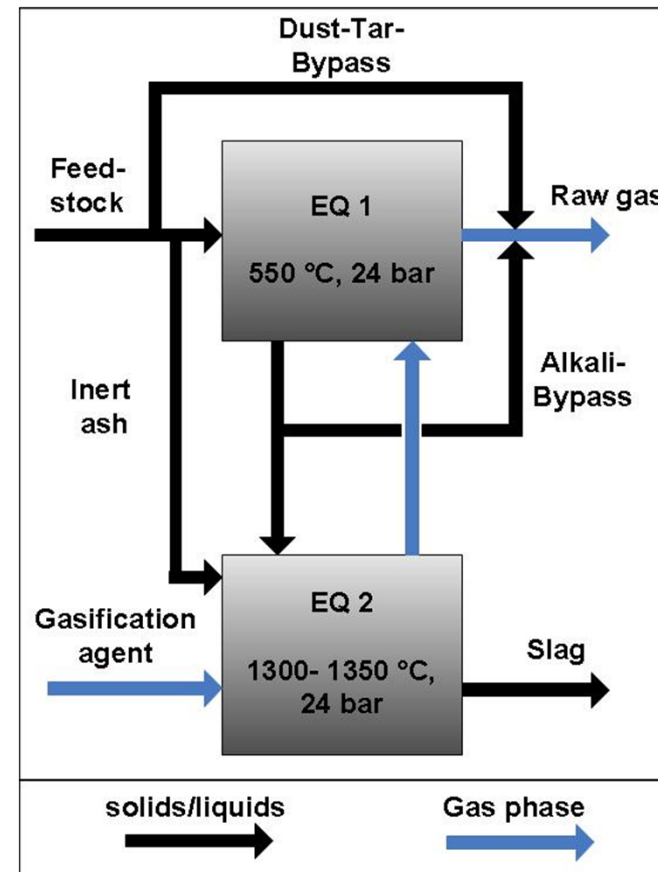 Dust-Tar-
Bypass
Feed-
stock
EQ 1
Raw gas
550 °C, 24 bar
Inert
ash
Alkali-
Bypass
EQ 2
Gasification
agent
1300- 1350 °C,
24 bar
Slag
solids/liquids
Gas phase